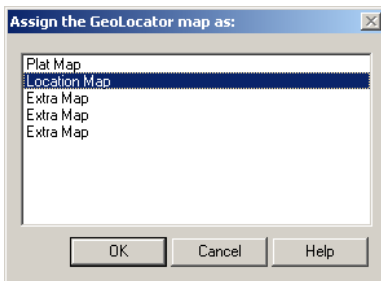 Assign the GeoLocator map as:
Plat Map
Location Map
Extra Map
Extra Map
Extra Map
OK Cancel Help